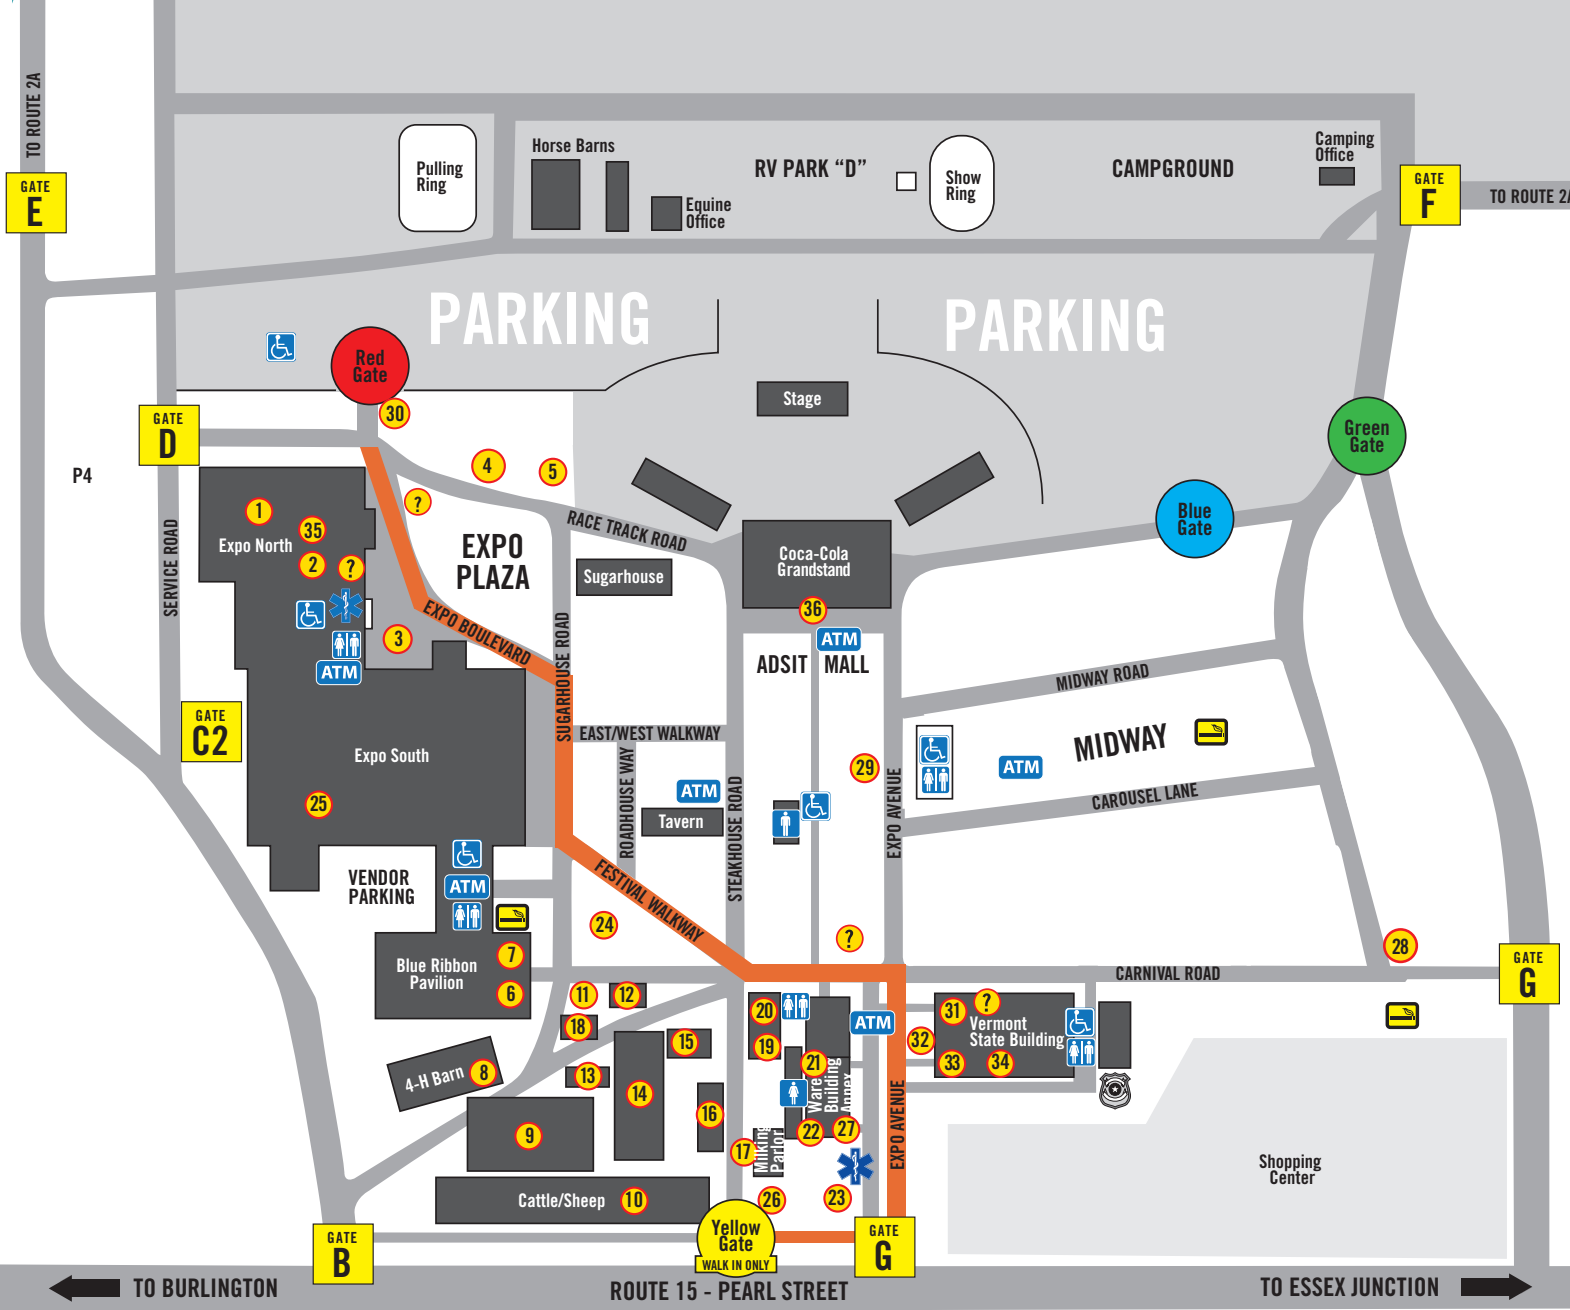 TO ROUTE 2A
GATE
E
Pulling
Ring
Horse Barns
Equine
Office
RV PARK “D”
Show
Ring
CAMPGROUND
Camping
Office
GATE
F
TO ROUTE 2A
PARKING
PARKING
Red
Gate
30
Stage
GATE
D
P4
4
5
?
Green
Gate
Blue
Gate
RACE TRACK ROAD
1
35
Expo North
2
?
EXPO
PLAZA
Sugarhouse
Coca-Cola
Grandstand
36
ATM
SERVICE ROAD
3
ATM
EXPO BOULEVARD
SUGARHOUSE ROAD
ADSIT MALL
MIDWAY ROAD
GATE
C2
Expo South
EAST/WEST WALKWAY
ROADHOUSE WAY
STEAKHOUSE ROAD
ATM
Tavern
29
EXPO AVENUE
ATM
MIDWAY
CAROUSEL LANE
25
VENDOR
PARKING
ATM
FESTIVAL WALKWAY
24
?
28
GATE
G
CARNIVAL ROAD
7
Blue Ribbon
Pavilion
6
11
12
18
15
13
14
16
4-H Barn
8
9
Cattle/Sheep
10
20
19
ATM
21
Ware
Building
Annex
22
27
17
Milking
Parlor
26
23
EXPO AVENUE
31
?
Vermont
State Building
32
33
34
Shopping
Center
GATE
B
Yellow
Gate
WALK IN ONLY
GATE
G
TO BURLINGTON
ROUTE 15 - PEARL STREET
TO ESSEX JUNCTION